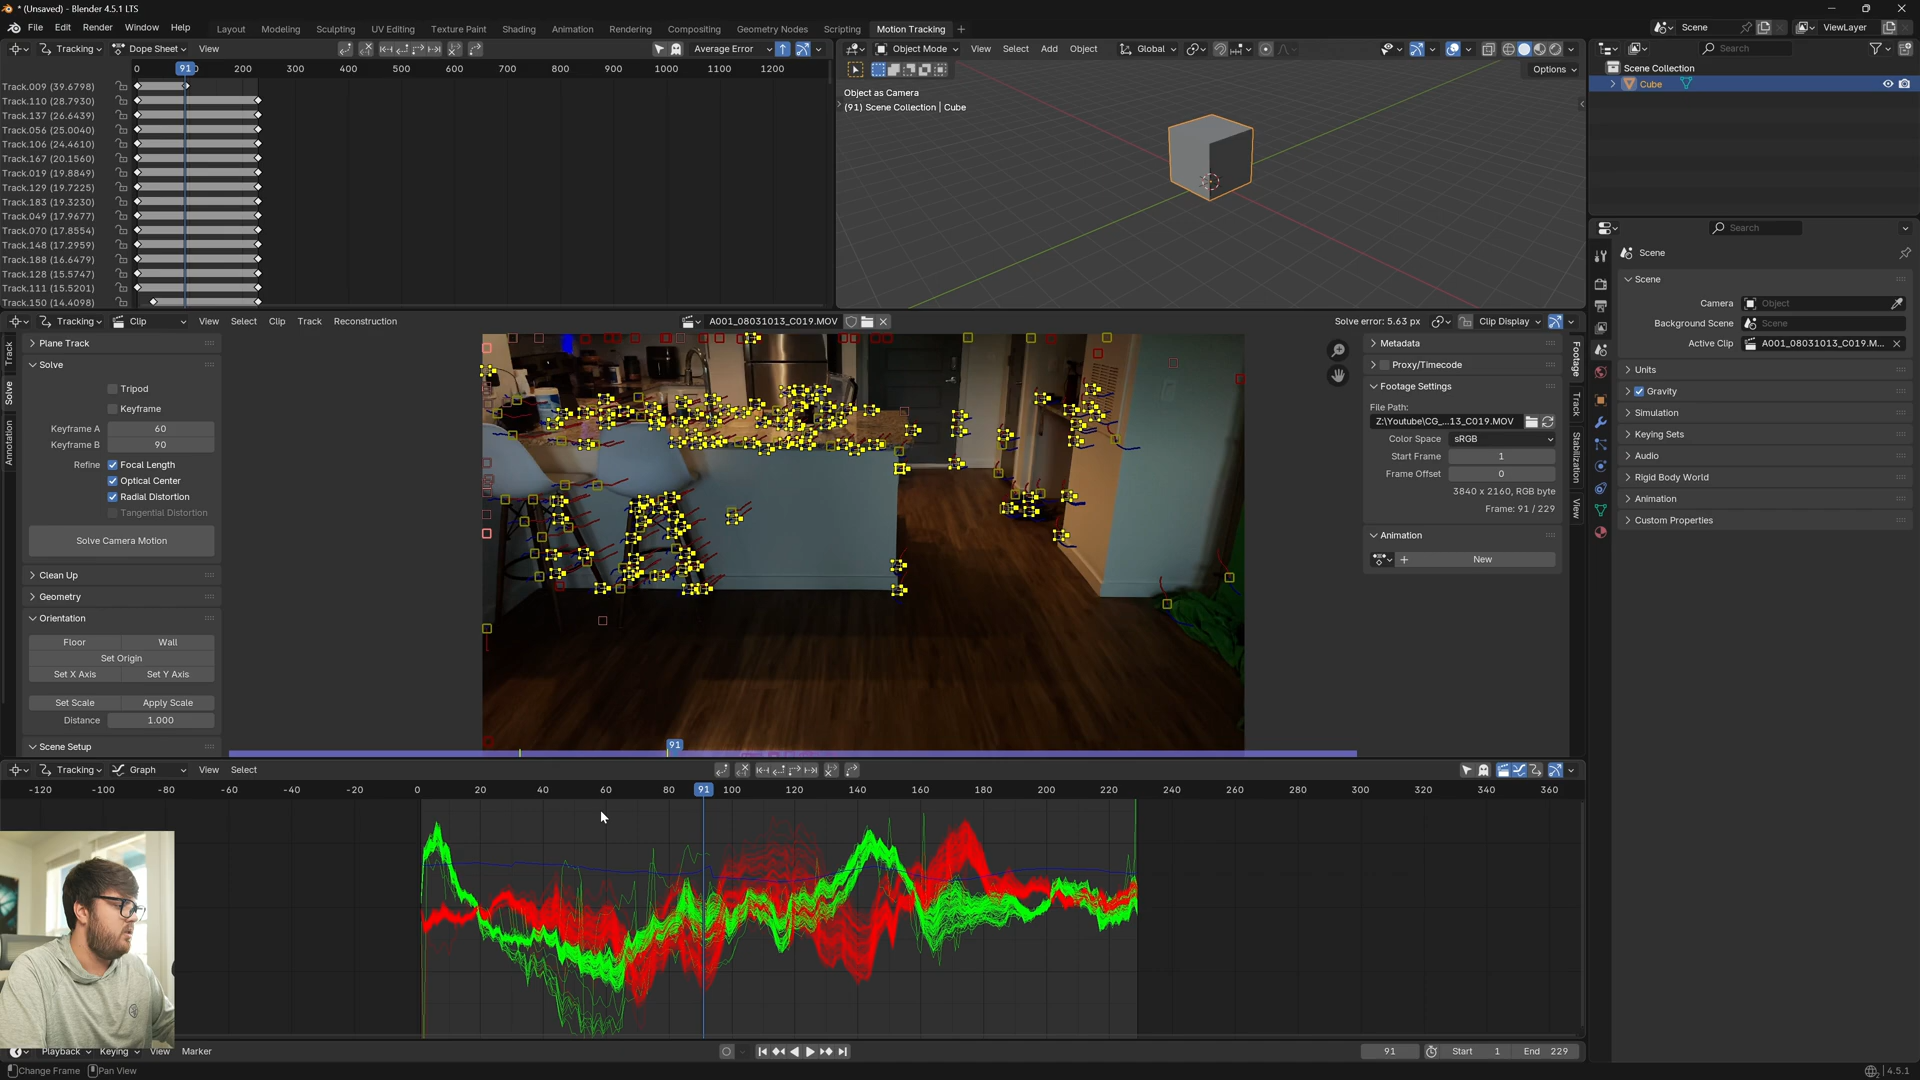 * (Unsaved) - Blender 4.5.1 LTS
File Edit Render Window Help Layout Modeling Sculpting UV Editing Texture Paint Shading Animation Rendering Compositing Geometry Nodes Scripting Motion Tracking + Scene ViewLayer
Tracking Dope Sheet View Average Error
0 91 200 300 400 500 600 700 800 900 1000 1100 1200
Track.009 (39.6798)
Track.110 (28.7930)
Track.137 (26.6439)
Track.056 (25.0040)
Track.106 (24.4610)
Track.167 (20.1560)
Track.019 (19.8849)
Track.129 (19.7225)
Track.183 (19.3230)
Track.049 (17.9677)
Track.070 (17.8554)
Track.148 (17.2959)
Track.188 (16.6479)
Track.128 (15.5747)
Track.111 (15.5201)
Track.150 (14.4098)
Object Mode View Select Add Object Global
Options
Object as Camera
(91) Scene Collection | Cube
Search
Scene Collection
Cube
Search
Scene
Scene
Camera Object
Background Scene Scene
Active Clip A001_08031013_C019.M...
Units
Gravity
Simulation
Keying Sets
Audio
Rigid Body World
Animation
Custom Properties
Tracking Clip View Select Clip Track Reconstruction A001_08031013_C019.MOV Solve error: 5.63 px Clip Display
Track
Solve
Annotation
Plane Track
Solve
Tripod
Keyframe
Keyframe A 60
Keyframe B 90
Refine Focal Length
Optical Center
Radial Distortion
Tangential Distortion
Solve Camera Motion
Clean Up
Geometry
Orientation
Floor Wall
Set Origin
Set X Axis Set Y Axis
Set Scale Apply Scale
Distance 1.000
Scene Setup
91
Metadata
Proxy/Timecode
Footage Settings
File Path:
Z:\Youtube\CG_...13_C019.MOV
Color Space sRGB
Start Frame 1
Frame Offset 0
3840 x 2160, RGB byte
Frame: 91 / 229
Animation
+ New
Footage
Track
Stabilization
View
Tracking Graph View Select
-120 -100 -80 -60 -40 -20 0 20 40 60 80 91 100 120 140 160 180 200 220 240 260 280 300 320 340 360
Playback Keying View Marker 91 Start 1 End 229
Change Frame Pan View 4.5.1